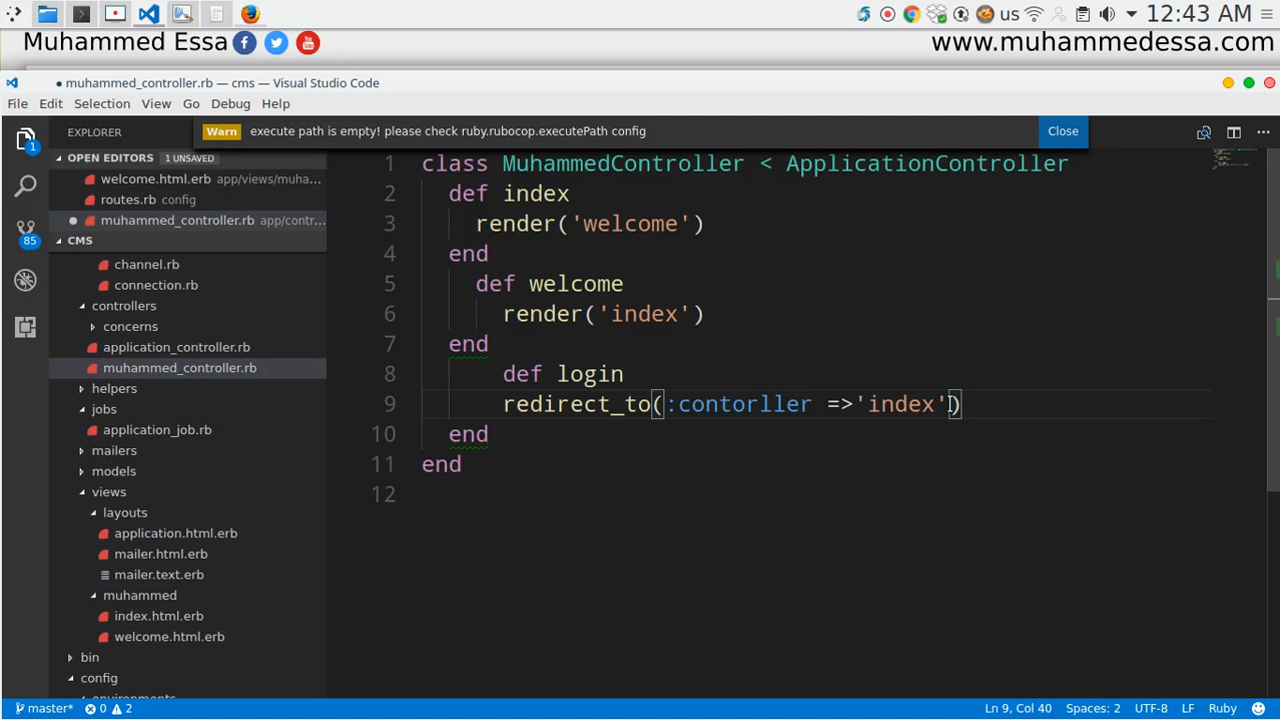 us 12:43 AM
Muhammed Essa www.muhammedessa.com
● muhammed_controller.rb — cms — Visual Studio Code
File Edit Selection View Go Debug Help
EXPLORER
Warn execute path is empty! please check ruby.rubocop.executePath config Close
OPEN EDITORS 1 UNSAVED
welcome.html.erb app/views/muha...
routes.rb config
muhammed_controller.rb app/contr...
CMS
channel.rb
connection.rb
controllers
concerns
application_controller.rb
muhammed_controller.rb
helpers
jobs
application_job.rb
mailers
models
views
layouts
application.html.erb
mailer.html.erb
mailer.text.erb
muhammed
index.html.erb
welcome.html.erb
bin
config
1
85
1 class MuhammedController < ApplicationController
2 def index
3 render('welcome')
4 end
5 def welcome
6 render('index')
7 end
8 def login
9 redirect_to(:contorller =>'index')
10 end
11 end
12
master* 0 2 Ln 9, Col 40 Spaces: 2 UTF-8 LF Ruby